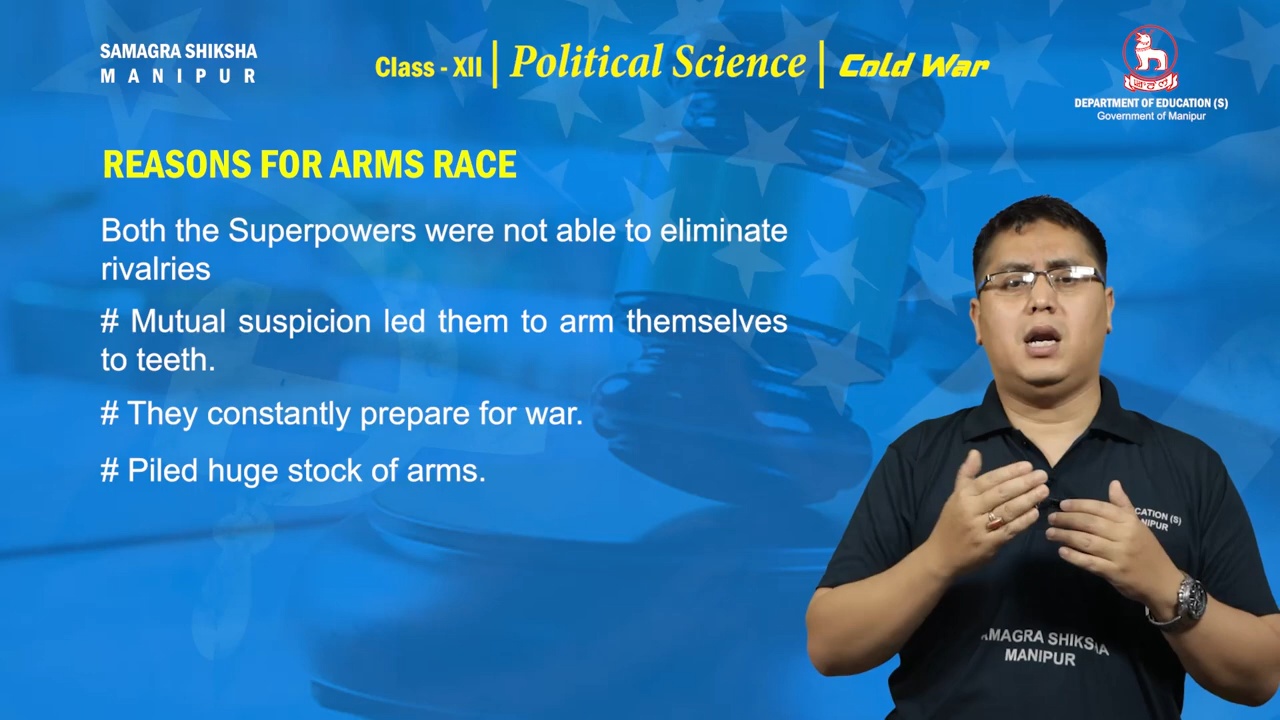 SAMAGRA SHIKSHA
MANIPUR
Class - XII | Political Science | Cold War
DEPARTMENT OF EDUCATION (S)
Government of Manipur
REASONS FOR ARMS RACE
Both the Superpowers were not able to eliminate
rivalries
# Mutual suspicion led them to arm themselves
to teeth.
# They constantly prepare for war.
# Piled huge stock of arms.
CATION (S)
NIPUR
AMAGRA SHIKSHA
MANIPUR